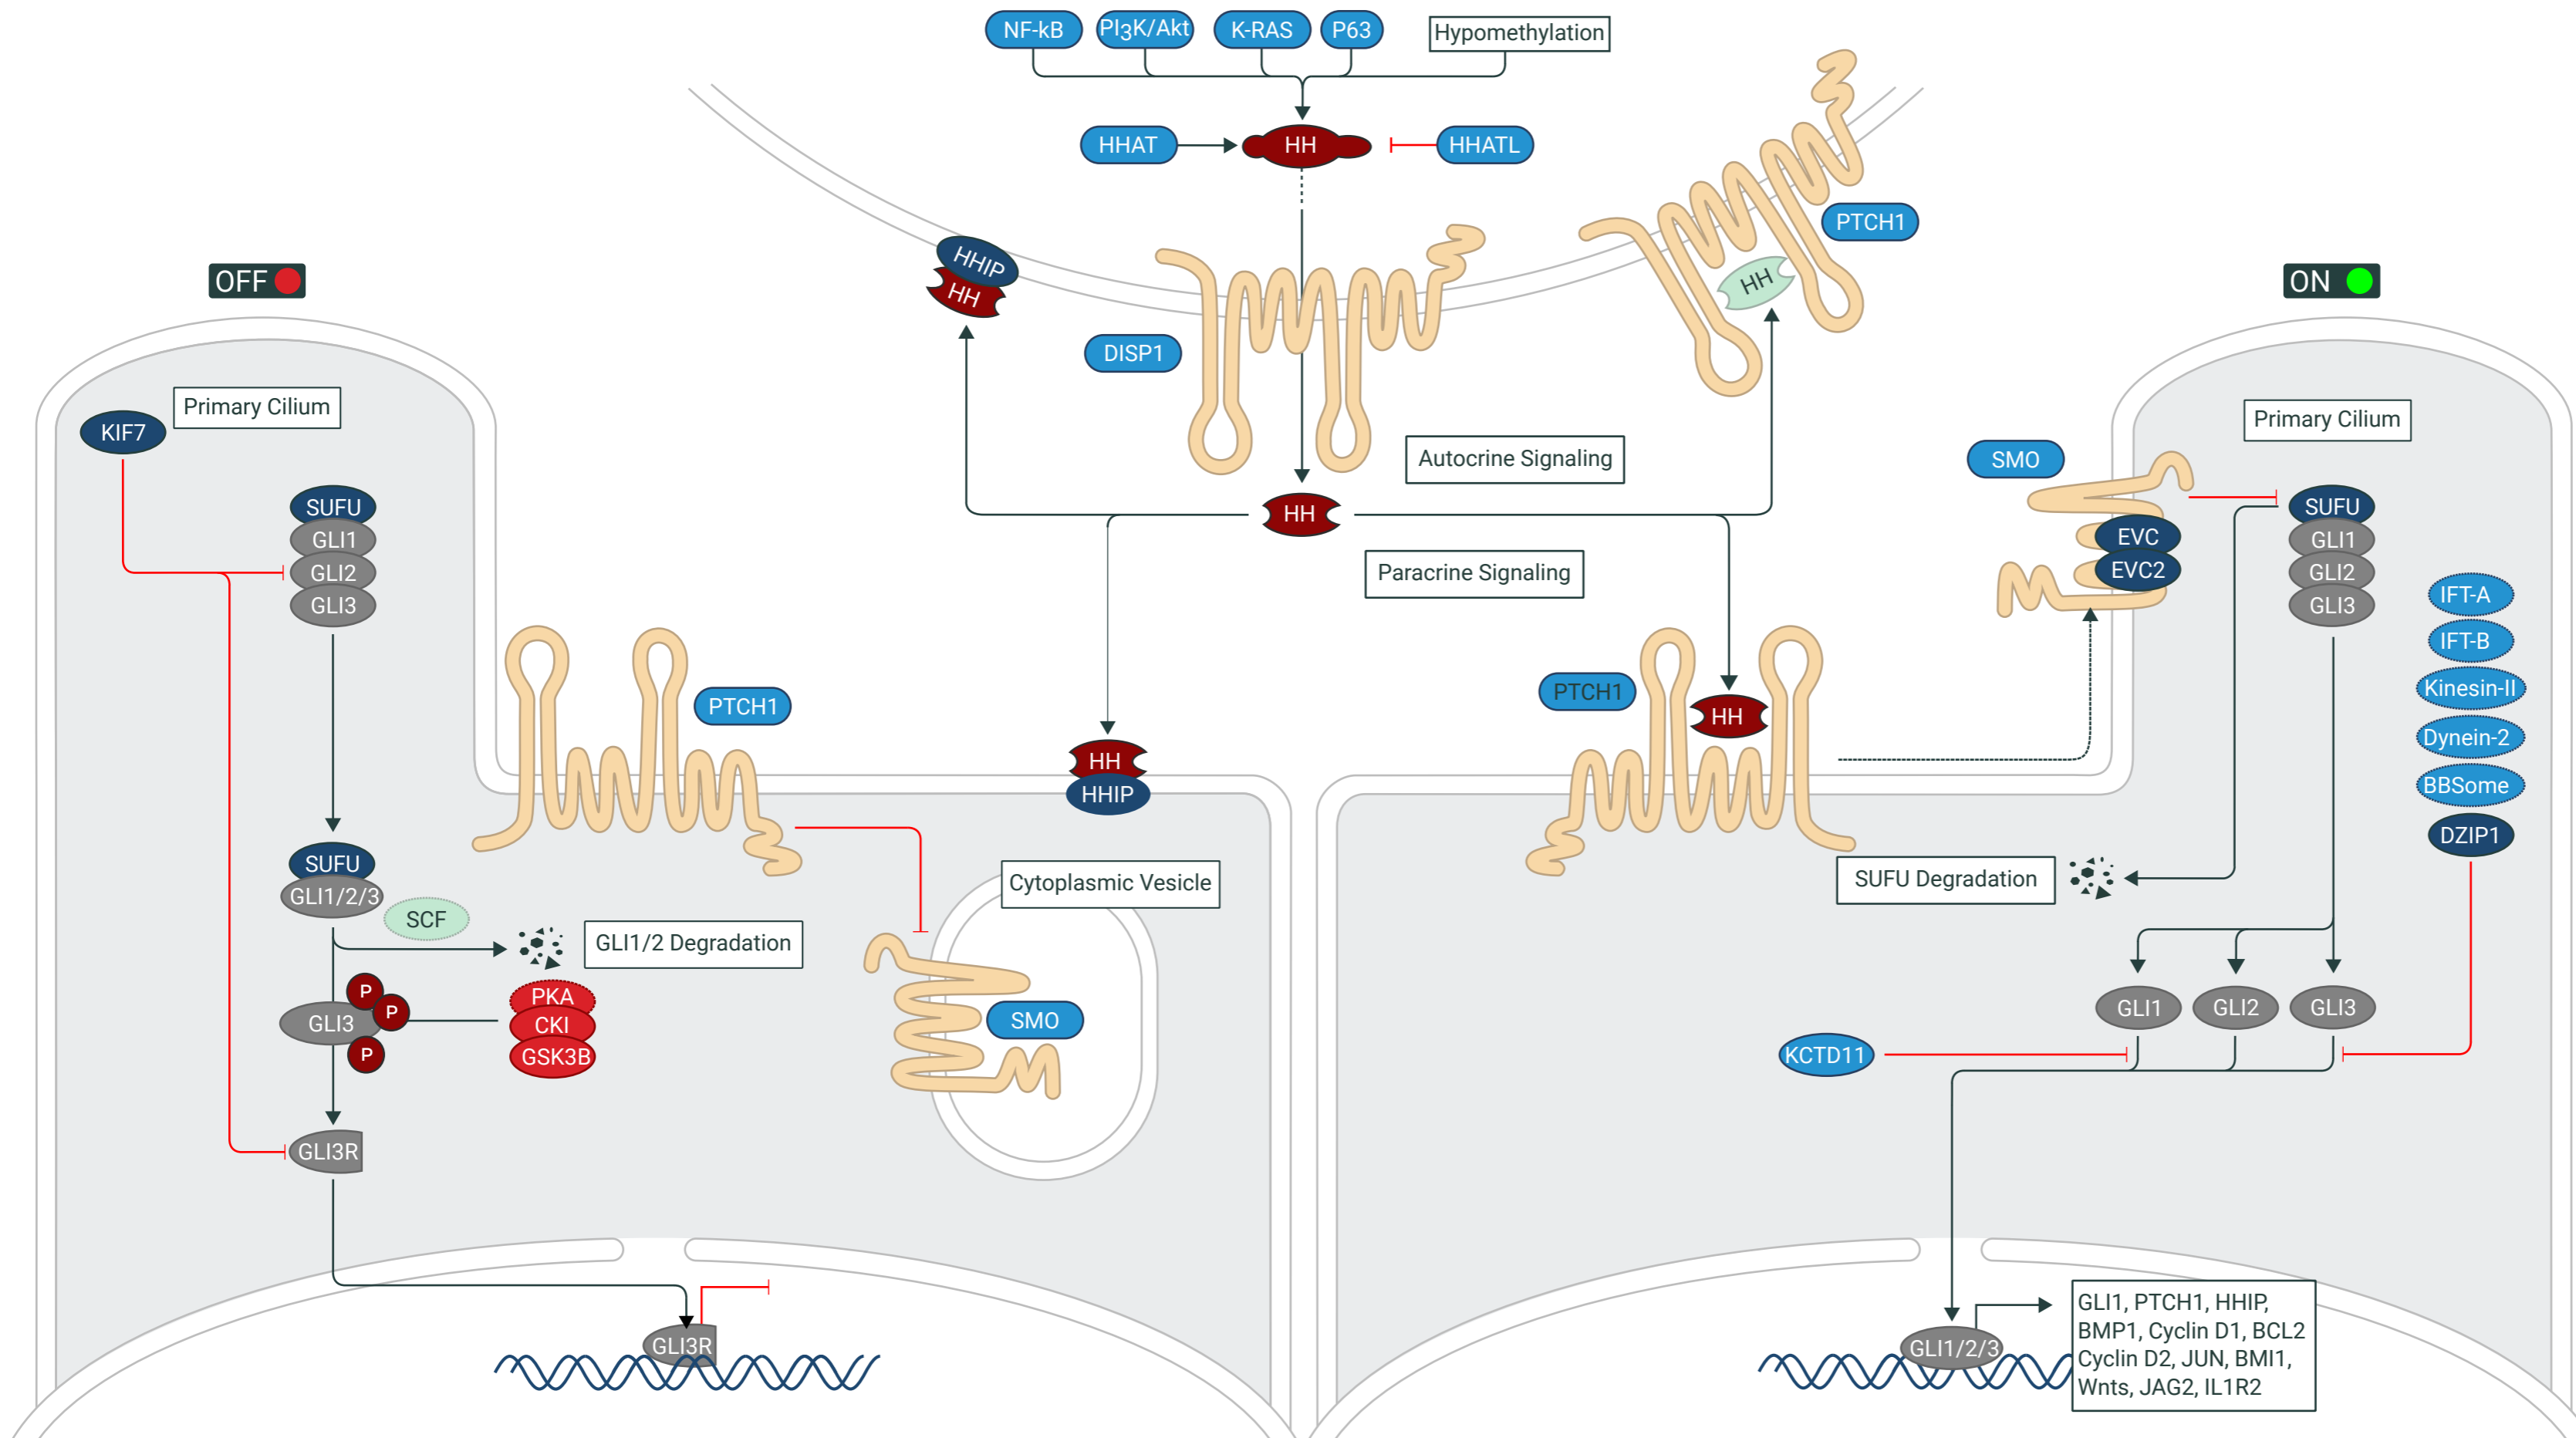 NF-kB
PI3K/Akt
K-RAS
P63
Hypomethylation
HHAT
HH
HHATL
HHIP
HH
DISP1
HH
PTCH1
Autocrine Signaling
HH
Paracrine Signaling
OFF
Primary Cilium
KIF7
SUFU
GLI1
GLI2
GLI3
PTCH1
HH
HHIP
SUFU
GLI1/2/3
SCF
GLI1/2 Degradation
P
P
P
GLI3
PKA
CKI
GSK3B
GLI3R
Cytoplasmic Vesicle
SMO
GLI3R
ON
Primary Cilium
SMO
EVC
EVC2
SUFU
GLI1
GLI2
GLI3
IFT-A
IFT-B
Kinesin-II
Dynein-2
BBSome
DZIP1
PTCH1
HH
SUFU Degradation
GLI1
GLI2
GLI3
KCTD11
GLI1/2/3
GLI1, PTCH1, HHIP,
BMP1, Cyclin D1, BCL2
Cyclin D2, JUN, BMI1,
Wnts, JAG2, IL1R2